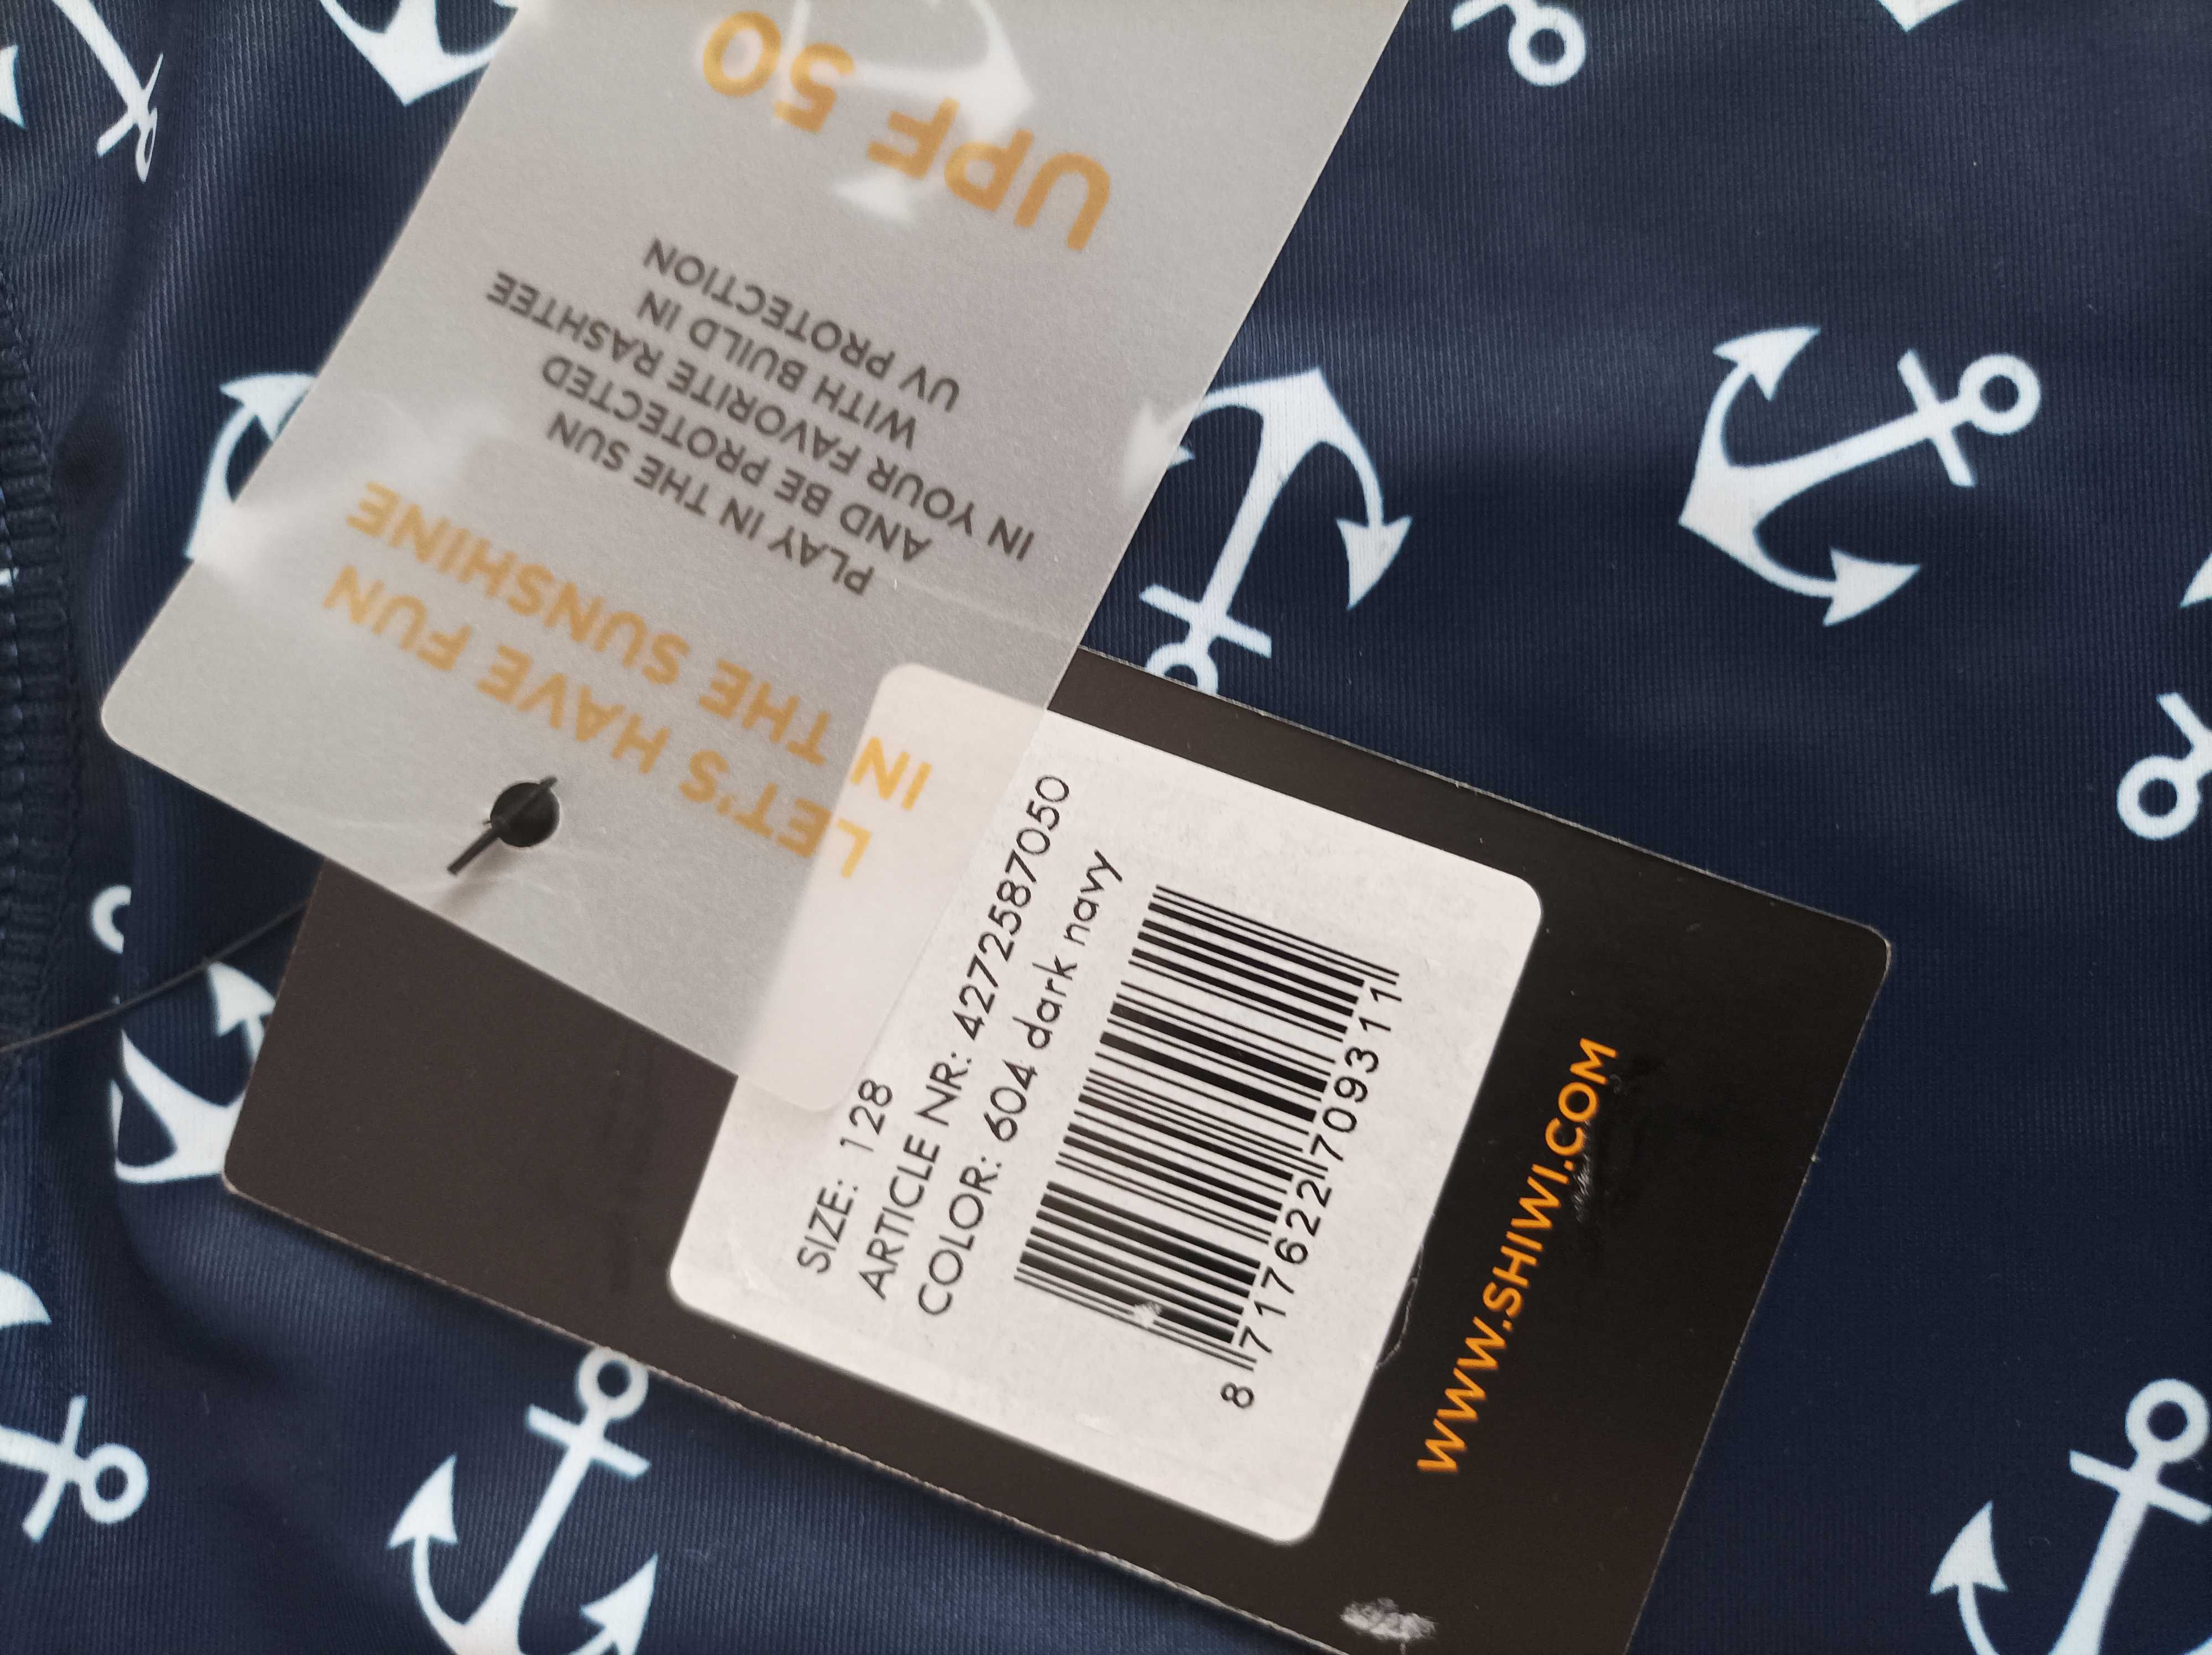 LET'S HAVE FUN
IN THE SUNSHINE
PLAY IN THE SUN
AND BE PROTECTED
IN YOUR FAVORITE RASHTEE
WITH BUILD IN
UV PROTECTION
UPF 50
SIZE: 128
ARTICLE NR: 42725870​50
COLOR: 604 dark navy
8 717622 709311
WWW.SHIWI.COM